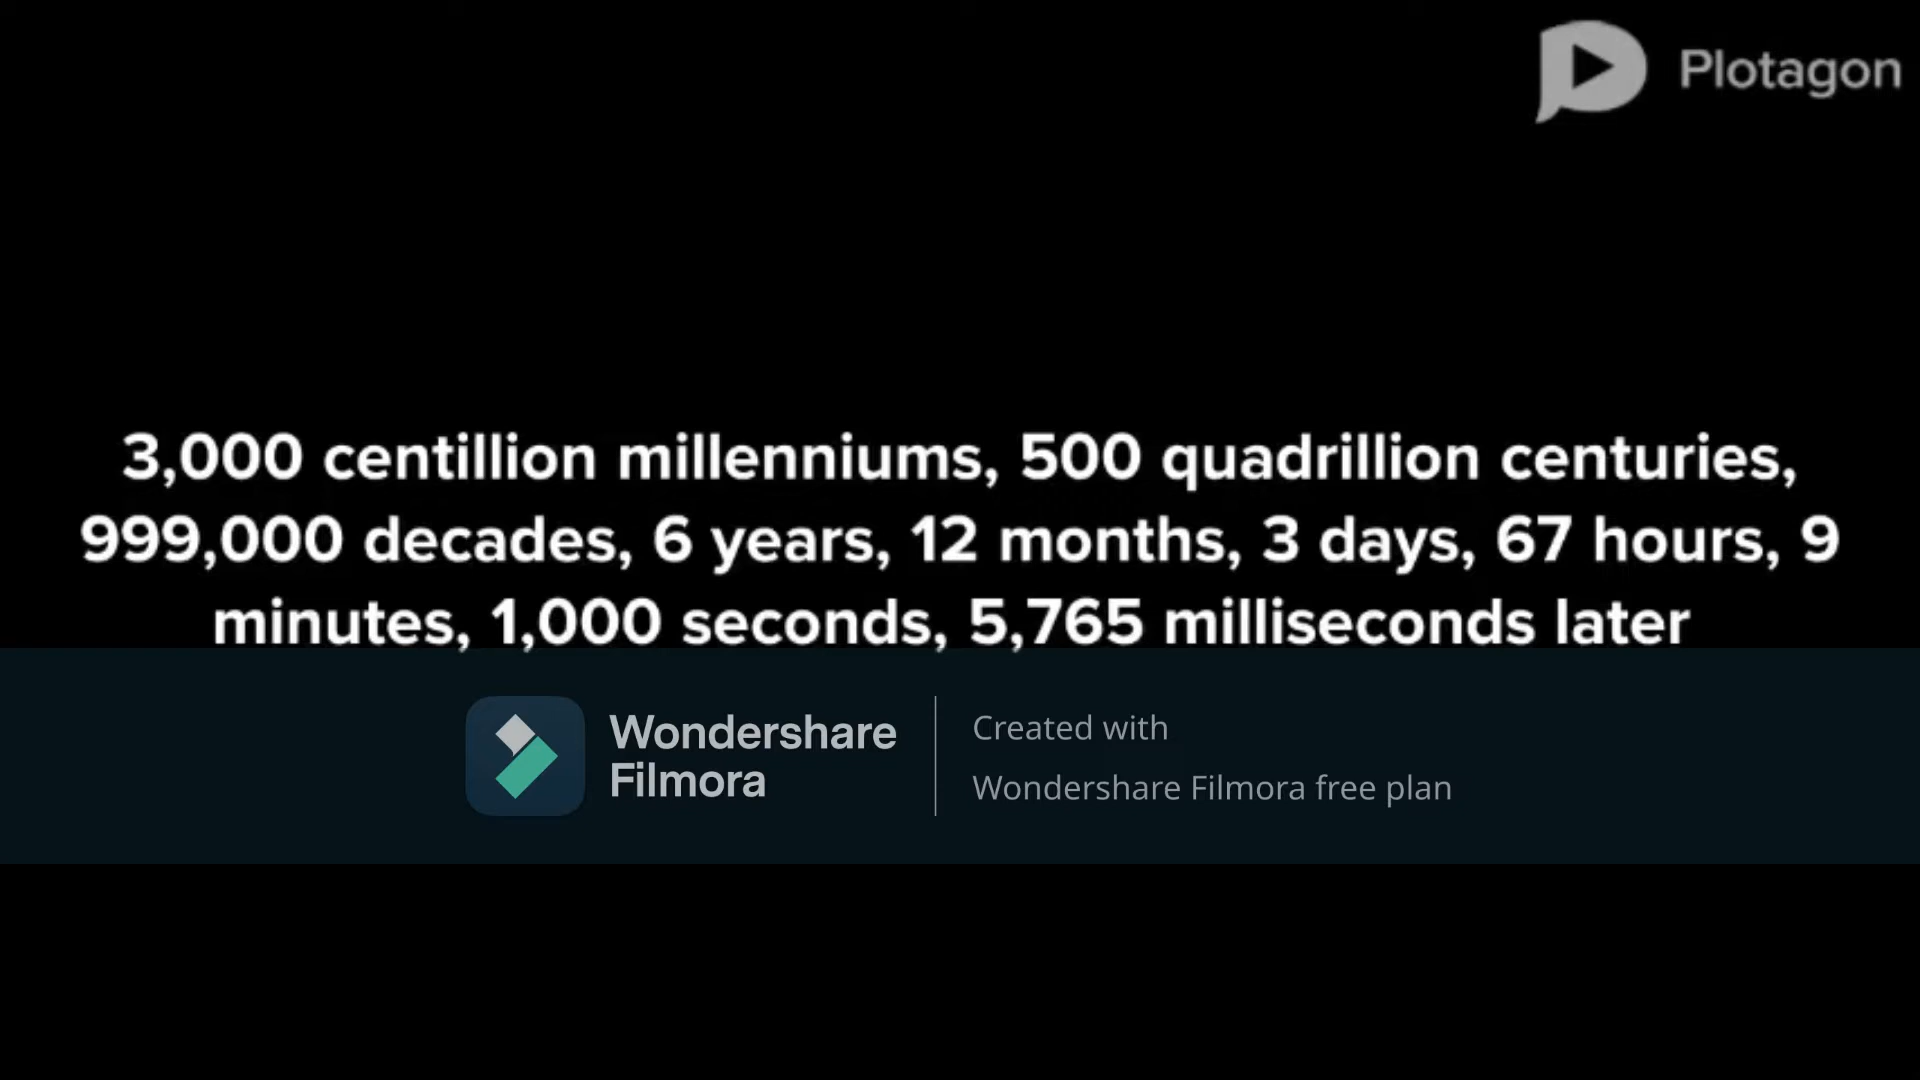 Plotagon
3,000 centillion millenniums, 500 quadrillion centuries,
999,000 decades, 6 years, 12 months, 3 days, 67 hours, 9
minutes, 1,000 seconds, 5,765 milliseconds later
Wondershare
Filmora
Created with
Wondershare Filmora free plan